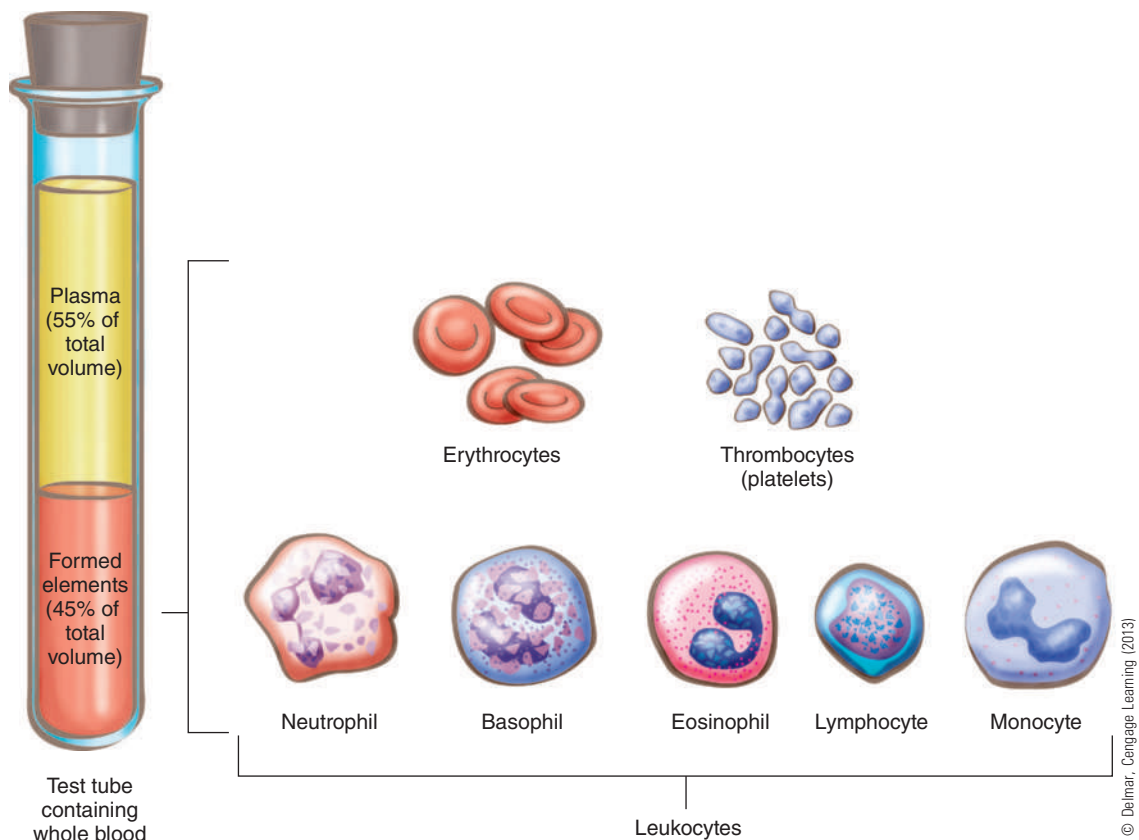 Plasma
(55% of
total
volume)
Erythrocytes
Thrombocytes
(platelets)
Formed
elements
(45% of
total
volume)
Neutrophil
Basophil
Eosinophil
Lymphocyte
Monocyte
Test tube
containing
whole blood
Leukocytes
© Delmar, Cengage Learning (2013)